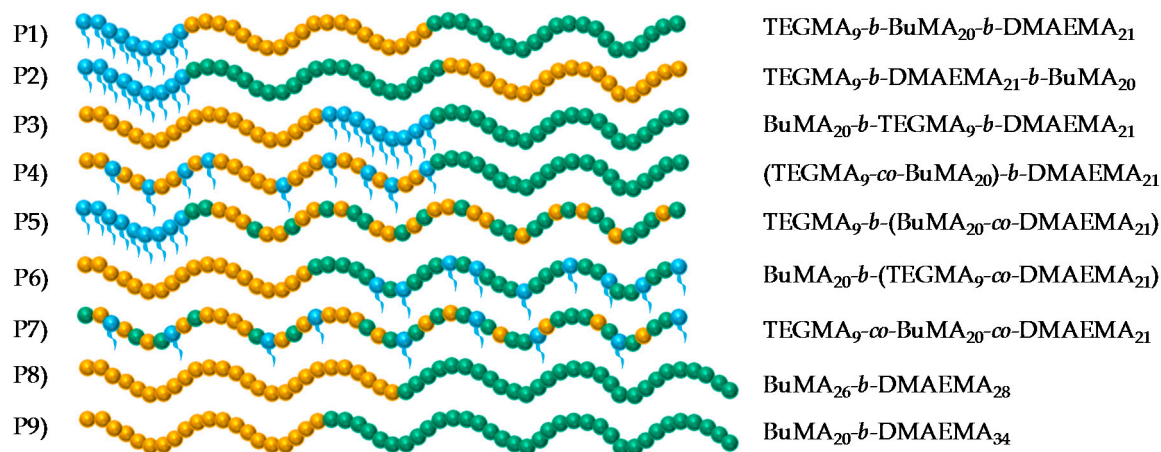 P1) TEGMA₉-b-BuMA₂₀-b-DMAEMA₂₁
P2) TEGMA₉-b-DMAEMA₂₁-b-BuMA₂₀
P3) BuMA₂₀-b-TEGMA₉-b-DMAEMA₂₁
P4) (TEGMA₉-co-BuMA₂₀)-b-DMAEMA₂₁
P5) TEGMA₉-b-(BuMA₂₀-co-DMAEMA₂₁)
P6) BuMA₂₀-b-(TEGMA₉-co-DMAEMA₂₁)
P7) TEGMA₉-co-BuMA₂₀-co-DMAEMA₂₁
P8) BuMA₂₆-b-DMAEMA₂₈
P9) BuMA₂₀-b-DMAEMA₃₄